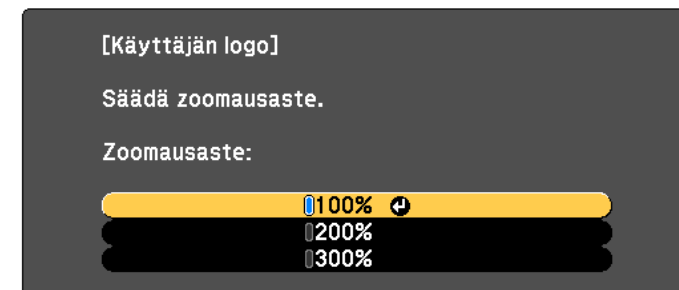 [Käyttäjän logo]
Säädä zoomausaste.
Zoomausaste:
100%
200%
300%